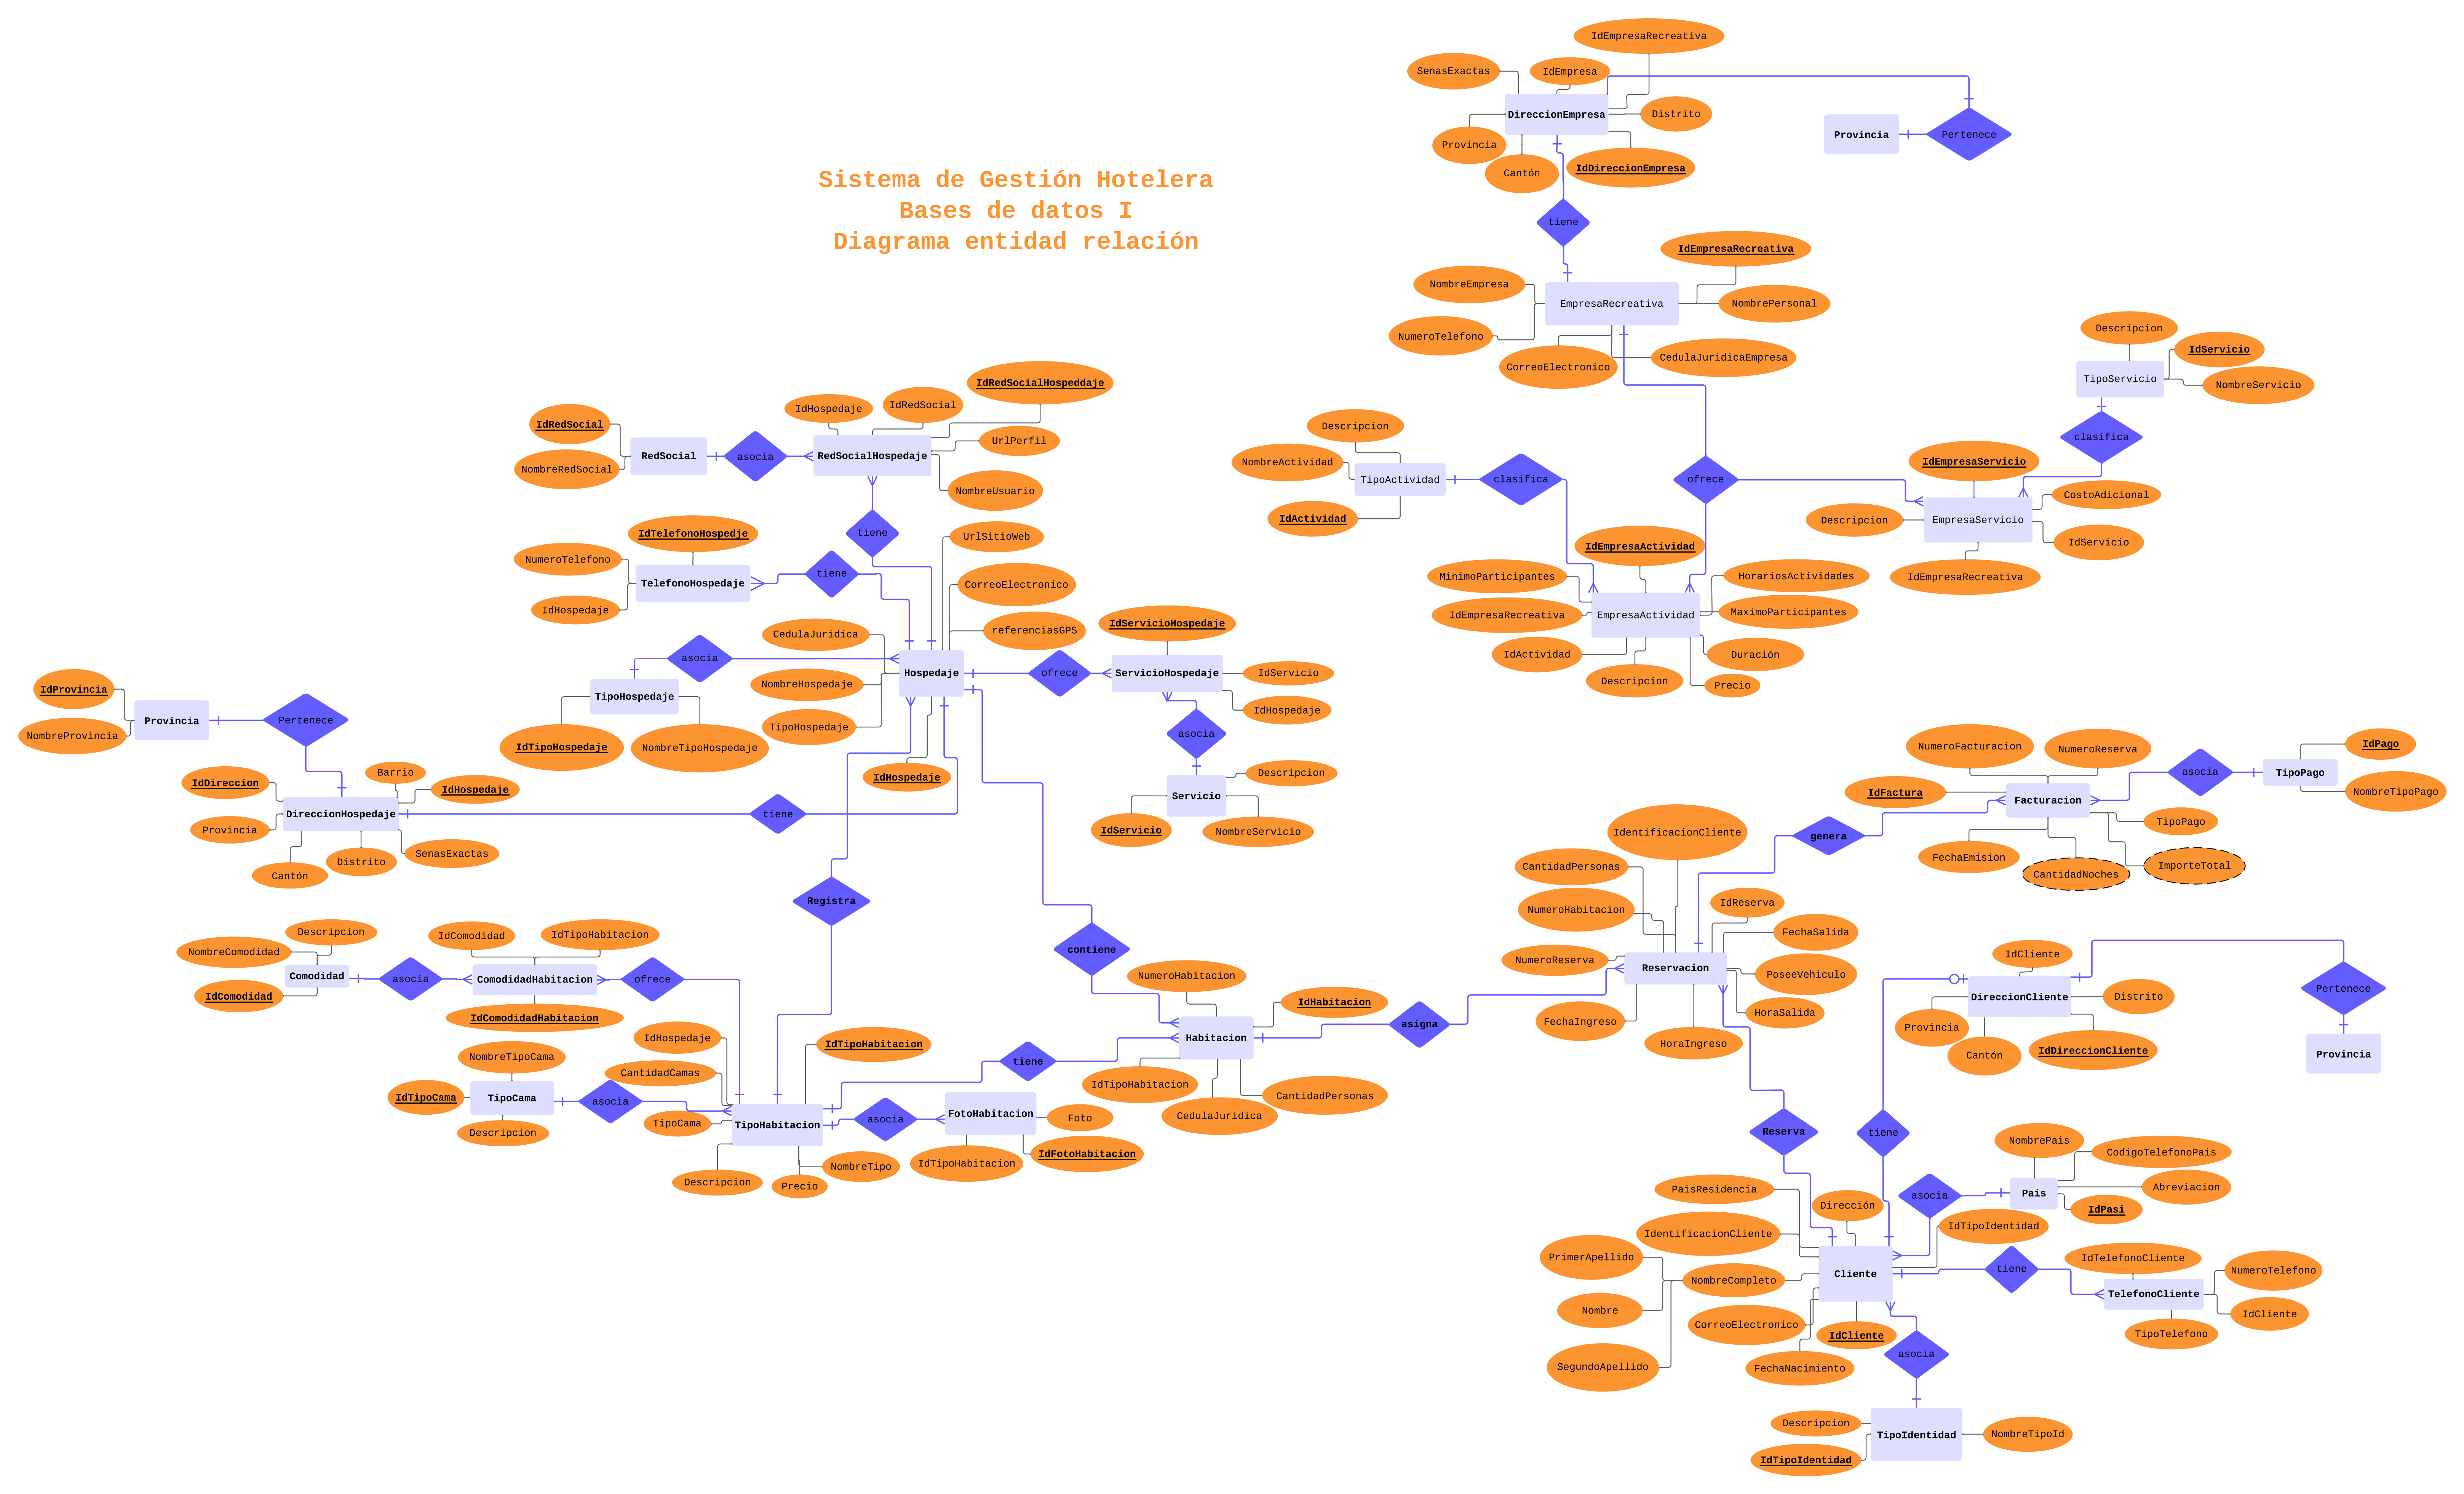 Sistema de Gestión Hotelera
Bases de datos I
Diagrama entidad relación
IdEmpresaRecreativa
SenasExactas
IdEmpresa
DireccionEmpresa
Distrito
Provincia
Cantón
IdDireccionEmpresa
Provincia
Pertenece
tiene
IdEmpresaRecreativa
NombreEmpresa
EmpresaRecreativa
NombrePersonal
NumeroTelefono
CorreoElectronico
CedulaJuridicaEmpresa
Descripcion
IdServicio
TipoServicio
NombreServicio
clasifica
IdRedSocialHospeddaje
IdHospedaje
IdRedSocial
IdRedSocial
NombreRedSocial
RedSocial
asocia
RedSocialHospedaje
UrlPerfil
NombreUsuario
tiene
Descripcion
NombreActividad
TipoActividad
IdActividad
clasifica
ofrece
IdEmpresaServicio
CostoAdicional
Descripcion
EmpresaServicio
IdServicio
IdEmpresaRecreativa
IdTelefonoHospedje
NumeroTelefono
TelefonoHospedaje
IdHospedaje
tiene
UrlSitioWeb
CorreoElectronico
referenciasGPS
IdEmpresaActividad
MinimoParticipantes
HorariosActividades
IdEmpresaRecreativa
EmpresaActividad
MaximoParticipantes
IdActividad
Duración
Descripcion
Precio
CedulaJuridica
NombreHospedaje
TipoHospedaje
Hospedaje
IdHospedaje
asocia
TipoHospedaje
IdTipoHospedaje
NombreTipoHospedaje
ofrece
IdServicioHospedaje
ServicioHospedaje
IdServicio
IdHospedaje
asocia
Servicio
Descripcion
IdServicio
NombreServicio
IdProvincia
Provincia
NombreProvincia
Pertenece
IdDireccion
Barrio
IdHospedaje
DireccionHospedaje
Provincia
Cantón
Distrito
SenasExactas
tiene
Registra
contiene
NumeroFacturacion
NumeroReserva
asocia
IdPago
TipoPago
NombreTipoPago
IdFactura
Facturacion
TipoPago
FechaEmision
CantidadNoches
ImporteTotal
genera
IdentificacionCliente
CantidadPersonas
NumeroHabitacion
IdReserva
FechaSalida
NumeroReserva
Reservacion
PoseeVehiculo
HoraSalida
FechaIngreso
HoraIngreso
asigna
IdCliente
DireccionCliente
Distrito
Provincia
Cantón
IdDireccionCliente
Pertenece
Provincia
Descripcion
NombreComodidad
Comodidad
IdComodidad
asocia
IdComodidad
IdTipoHabitacion
ComodidadHabitacion
IdComodidadHabitacion
ofrece
NumeroHabitacion
IdHabitacion
Habitacion
IdTipoHabitacion
CedulaJuridica
CantidadPersonas
tiene
IdHospedaje
IdTipoHabitacion
CantidadCamas
NombreTipoCama
IdTipoCama
TipoCama
Descripcion
asocia
TipoCama
TipoHabitacion
Descripcion
Precio
NombreTipo
asocia
FotoHabitacion
Foto
IdTipoHabitacion
IdFotoHabitacion
Reserva
tiene
NombrePais
CodigoTelefonoPais
Pais
Abreviacion
IdPasi
asocia
PaisResidencia
Dirección
IdentificacionCliente
IdTipoIdentidad
PrimerApellido
NombreCompleto
Nombre
SegundoApellido
Cliente
CorreoElectronico
IdCliente
FechaNacimiento
tiene
IdTelefonoCliente
NumeroTelefono
TelefonoCliente
IdCliente
TipoTelefono
asocia
Descripcion
TipoIdentidad
NombreTipoId
IdTipoIdentidad